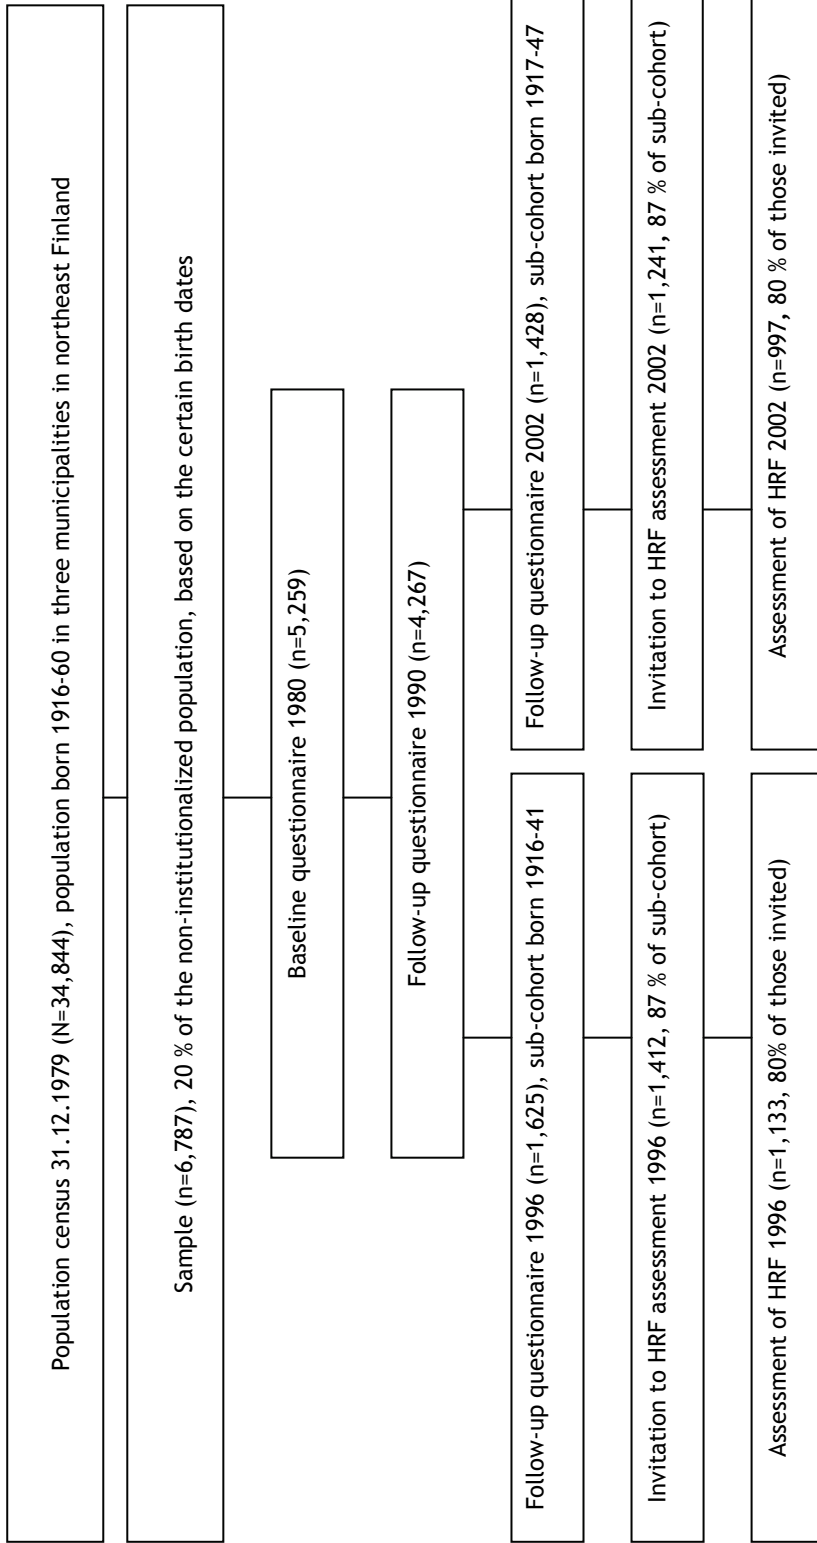 Population census 31.12.1979 (N=34,844), population born 1916-60 in three municipalities in northeast Finland
Sample (n=6,787), 20 % of the non-institutionalized population, based on the certain birth dates
Baseline questionnaire 1980 (n=5,259)
Follow-up questionnaire 1990 (n=4,267)
Follow-up questionnaire 1996 (n=1,625), sub-cohort born 1916-41
Invitation to HRF assessment 1996 (n=1,412, 87 % of sub-cohort)
Assessment of HRF 1996 (n=1,133, 80% of those invited)
Follow-up questionnaire 2002 (n=1,428), sub-cohort born 1917-47
Invitation to HRF assessment 2002 (n=1,241, 87 % of sub-cohort)
Assessment of HRF 2002 (n=997, 80 % of those invited)